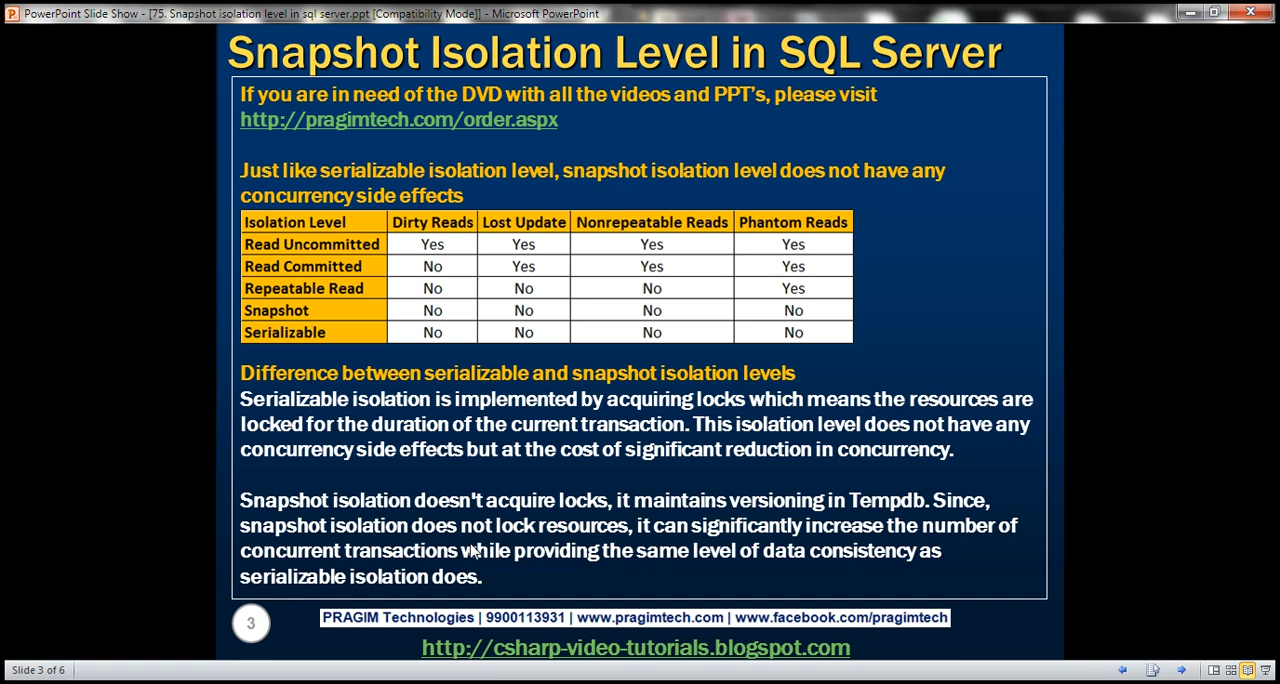 PowerPoint Slide Show - [75. Snapshot isolation level in sql server.ppt [Compatibility Mode]] - Microsoft PowerPoint
Snapshot Isolation Level in SQL Server
If you are in need of the DVD with all the videos and PPT's, please visit
http://pragimtech.com/order.aspx
Just like serializable isolation level, snapshot isolation level does not have any
concurrency side effects
Isolation Level Dirty Reads Lost Update Nonrepeatable Reads Phantom Reads
Read Uncommitted Yes Yes Yes Yes
Read Committed No Yes Yes Yes
Repeatable Read No No No Yes
Snapshot No No No No
Serializable No No No No
Difference between serializable and snapshot isolation levels
Serializable isolation is implemented by acquiring locks which means the resources are
locked for the duration of the current transaction. This isolation level does not have any
concurrency side effects but at the cost of significant reduction in concurrency.
Snapshot isolation doesn't acquire locks, it maintains versioning in Tempdb. Since,
snapshot isolation does not lock resources, it can significantly increase the number of
concurrent transactions while providing the same level of data consistency as
serializable isolation does.
3
PRAGIM Technologies | 9900113931 | www.pragimtech.com | www.facebook.com/pragimtech
http://csharp-video-tutorials.blogspot.com
Slide 3 of 6